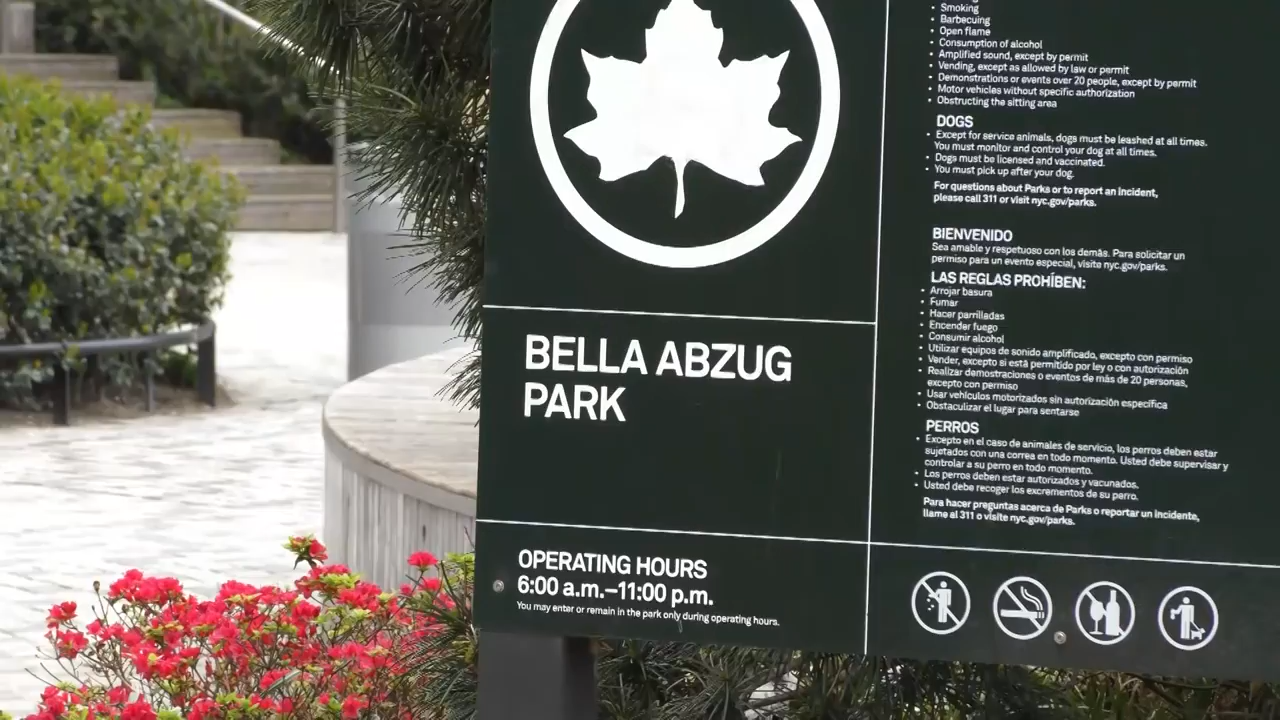 BELLA ABZUG
PARK
OPERATING HOURS
6:00 a.m.–11:00 p.m.
You may enter or remain in the park only during operating hours.
• Smoking
• Barbecuing
• Open flame
• Consumption of alcohol
• Amplified sound, except by permit
• Vending, except as allowed by law or permit
• Demonstrations or events over 20 people, except by permit
• Motor vehicles without specific authorization
• Obstructing the sitting area
DOGS
• Except for service animals, dogs must be leashed at all times.
You must monitor and control your dog at all times.
• Dogs must be licensed and vaccinated.
• You must pick up after your dog.
For questions about Parks or to report an incident,
please call 311 or visit nyc.gov/parks.
BIENVENIDO
Sea amable y respetuoso con los demás. Para solicitar un
permiso para un evento especial, visite nyc.gov/parks.
LAS REGLAS PROHÍBEN:
• Arrojar basura
• Fumar
• Hacer parrilladas
• Encender fuego
• Consumir alcohol
• Utilizar equipos de sonido amplificado, excepto con permiso
• Vender, excepto si está permitido por ley o con autorización
• Realizar demostraciones o eventos de más de 20 personas,
excepto con permiso
• Usar vehículos motorizados sin autorización específica
• Obstaculizar el lugar para sentarse
PERROS
• Excepto en el caso de animales de servicio, los perros deben estar
sujetados con una correa en todo momento. Usted debe supervisar y
controlar a su perro en todo momento.
• Los perros deben estar autorizados y vacunados.
• Usted debe recoger los excrementos de su perro.
Para hacer preguntas acerca de Parks o reportar un incidente,
llame al 311 o visite nyc.gov/parks.